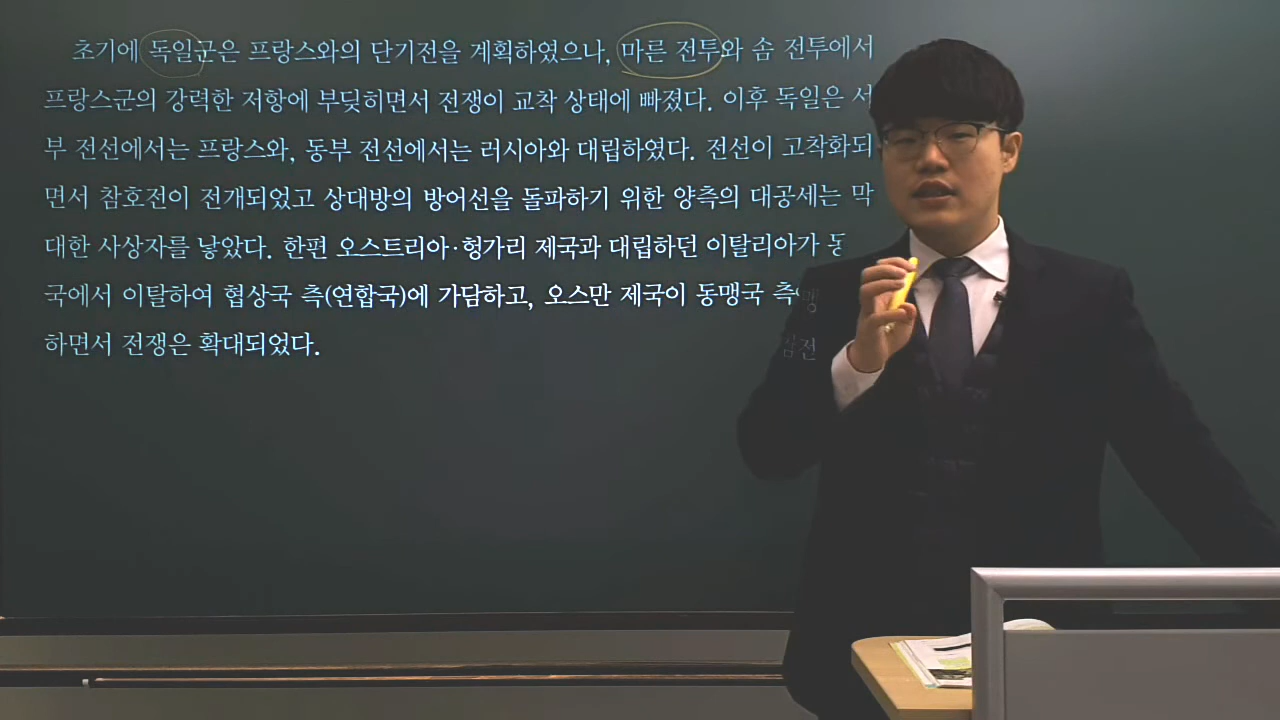 초기에 독일군은 프랑스와의 단기전을 계획하였으나, 마른 전투와 솜 전투에서
프랑스군의 강력한 저항에 부딪히면서 전쟁이 교착 상태에 빠졌다. 이후 독일은 서
부 전선에서는 프랑스와, 동부 전선에서는 러시아와 대립하였다. 전선이 고착화되
면서 참호전이 전개되었고 상대방의 방어선을 돌파하기 위한 양측의 대공세는 막
대한 사상자를 낳았다. 한편 오스트리아·헝가리 제국과 대립하던 이탈리아가 동맹
국에서 이탈하여 협상국 측(연합국)에 가담하고, 오스만 제국이 동맹국 측에 참전
하면서 전쟁은 확대되었다.